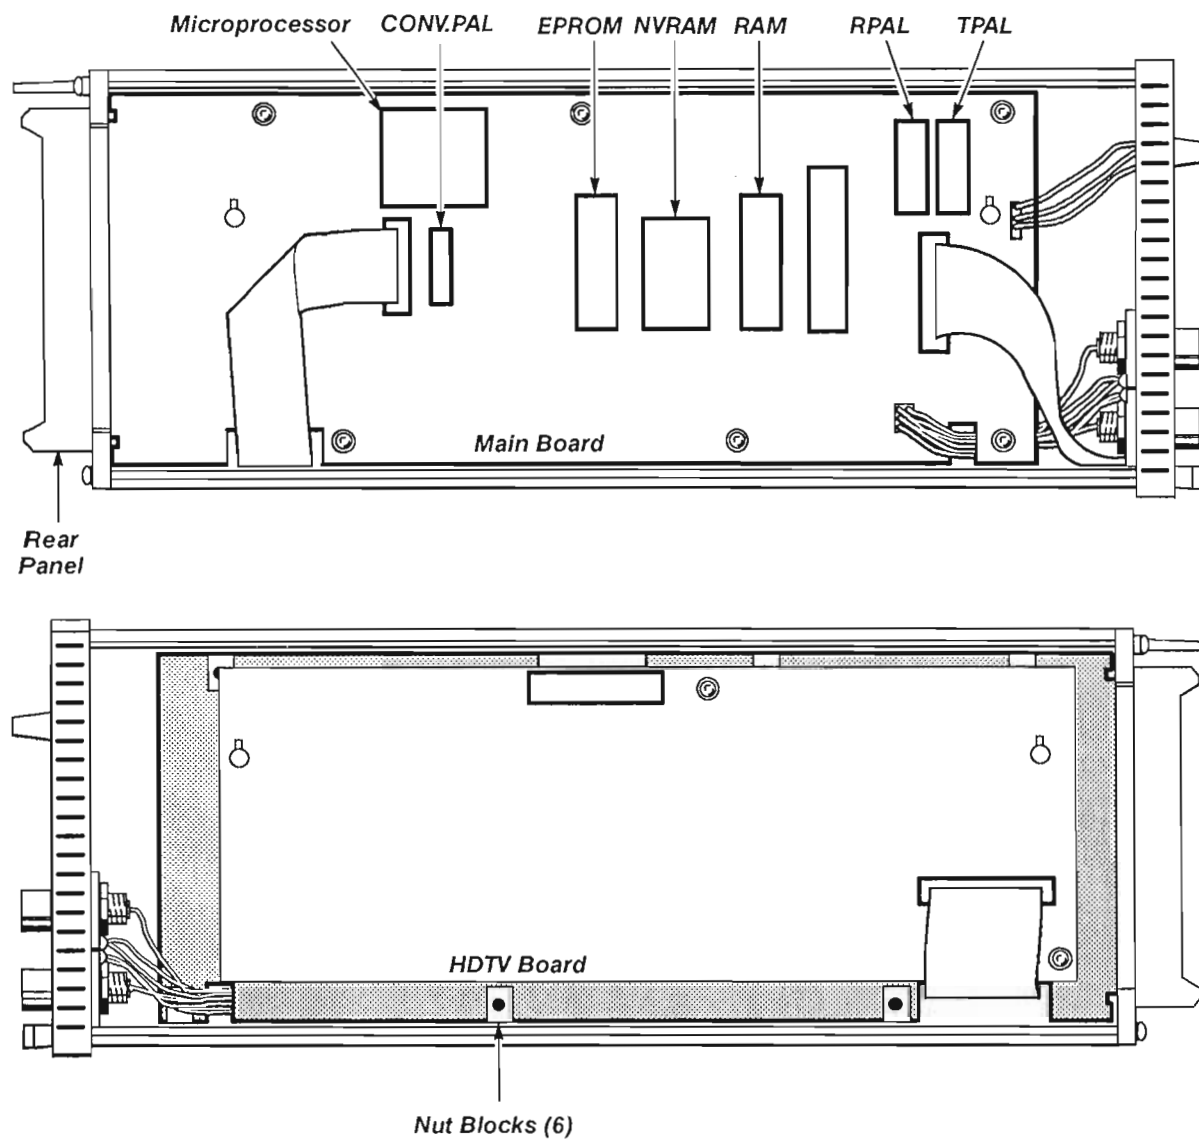 Microprocessor
CONV.PAL
EPROM
NVRAM
RAM
RPAL
TPAL
Main Board
Rear
Panel
HDTV Board
Nut Blocks (6)